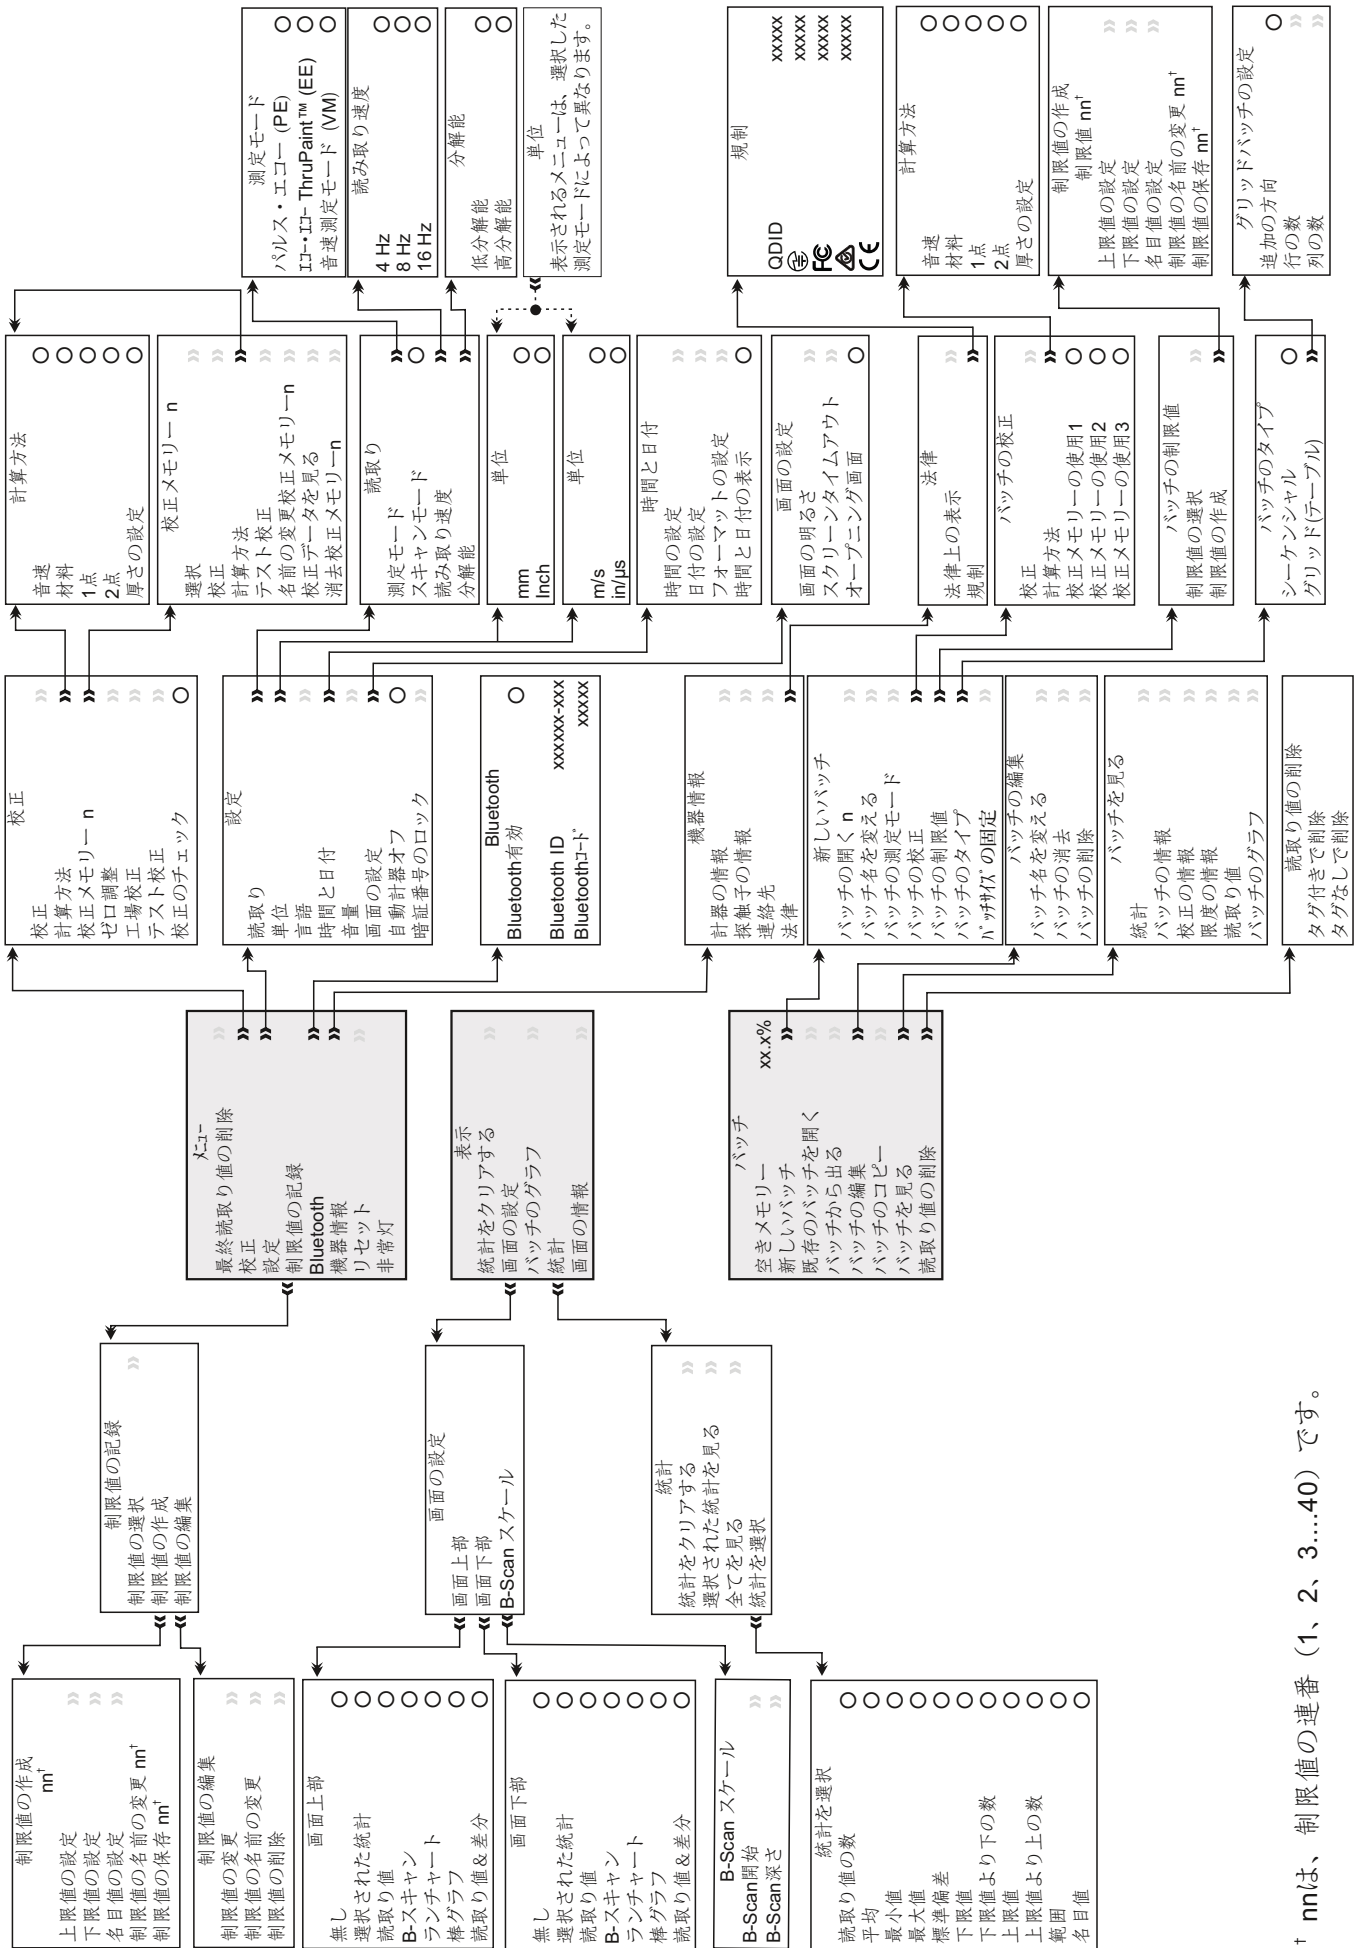 制限値の作成
nn†
上限値の設定
下限値の設定
名目値の設定
制限値の名前の変更 nn†
制限値の保存 nn†
制限値の編集
制限値の変更
制限値の名前の変更
制限値の削除
画面上部
無し
選択された統計
読取り値
B-スキャン
ランチャート
棒グラフ
読取り値&差分
画面下部
無し
選択された統計
読取り値
B-スキャン
ランチャート
棒グラフ
読取り値&差分
B-Scan スケール
B-Scan開始
B-Scan深さ
統計を選択
読取り値の数
平均
最小値
最大値
標準偏差
下限値
下限値より下の数
上限値
上限値より上の数
範囲
名目値
制限値の記録
制限値の選択
制限値の作成
制限値の編集
画面の設定
画面上部
画面下部
B-Scan スケール
統計
統計をクリアする
選択された統計を見る
全てを見る
統計を選択
メニュー
最終読取り値の削除
校正
設定
制限値の記録
Bluetooth
機器情報
リセット
非常灯
表示
統計をクリアする
画面の設定
バッチのグラフ
統計
画面の情報
バッチ
空きメモリー xx.x%
新しいバッチ
既存のバッチを開く
バッチから出る
バッチの編集
バッチのコピー
バッチを見る
読取り値の削除
校正
校正
計算方法
校正メモリー n
ゼロ調整
工場校正
テスト校正
校正のチェック
設定
読取り
単位
言語
時間と日付
音量
画面の設定
自動計器オフ
暗証番号のロック
Bluetooth
Bluetooth有効
Bluetooth ID xxxxxx-xxx
Bluetoothコード xxxxx
機器情報
計器の情報
探触子の情報
連絡先
法律
新しいバッチ
バッチの開く n
バッチ名を変える
バッチの測定モード
バッチの校正
バッチの制限値
バッチのタイプ
バッチサイズの固定
バッチの編集
バッチ名を変える
バッチの消去
バッチの削除
バッチを見る
統計
バッチの情報
校正の情報
限度の情報
読取り値
バッチのグラフ
読取り値の削除
タグ付きで削除
タグなしで削除
計算方法
音速
材料
1点
2点
厚さの設定
校正メモリー n
選択
校正
計算方法
テスト校正
名前の変更校正メモリーn
校正データを見る
消去校正メモリーn
読取り
測定モード
スキャンモード
読み取り速度
分解能
単位
mm
Inch
単位
m/s
in/µs
時間と日付
時間の設定
日付の設定
フォーマットの設定
時間と日付の表示
画面の設定
画面の明るさ
スクリーンタイムアウト
オープニング画面
法律
法律上の表示
規制
バッチの校正
校正
計算方法
校正メモリーの使用1
校正メモリーの使用2
校正メモリーの使用3
バッチの制限値
制限値の選択
制限値の作成
バッチのタイプ
シーケンシャル
グリッド(テーブル)
測定モード
パルス・エコー (PE)
エコー・エコー ThruPaint™ (EE)
音速測定モード (VM)
読み取り速度
4 Hz
8 Hz
16 Hz
分解能
低分解能
高分解能
単位
表示されるメニューは、選択した
測定モードによって異なります。
規制
QDID xxxxx
xxxxx
FC xxxxx
CE xxxxx
計算方法
音速
材料
1点
2点
厚さの設定
制限値の作成
制限値 nn†
上限値の設定
下限値の設定
名目値の設定
制限値の名前の変更 nn†
制限値の保存 nn†
グリッドバッチの設定
追加の方向
行の数
列の数
† nnは、制限値の連番（1、2、3....40）です。